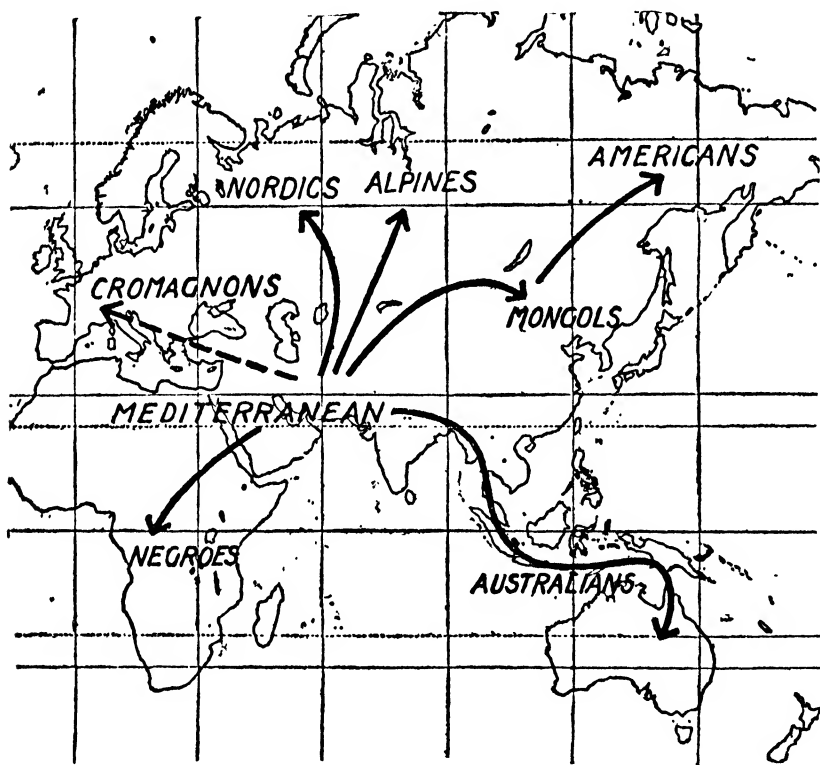 AMERICANS
NORDICS
ALPINES
CROMAGNONS
MONGOLS
MEDITERRANEAN
NEGROES
AUSTRALIANS